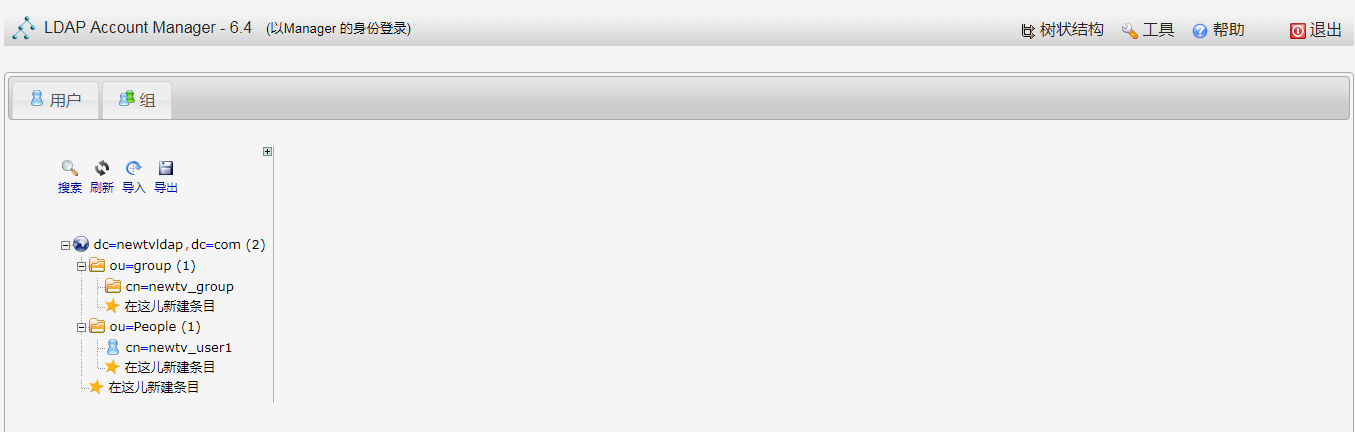 LDAP Account Manager - 6.4 (以Manager 的身份登录) 树状结构 工具 帮助 退出
用户 组
搜索 刷新 导入 导出
dc=newtvldap,dc=com (2)
ou=group (1)
cn=newtv_group
在这儿新建条目
ou=People (1)
cn=newtv_user1
在这儿新建条目
在这儿新建条目